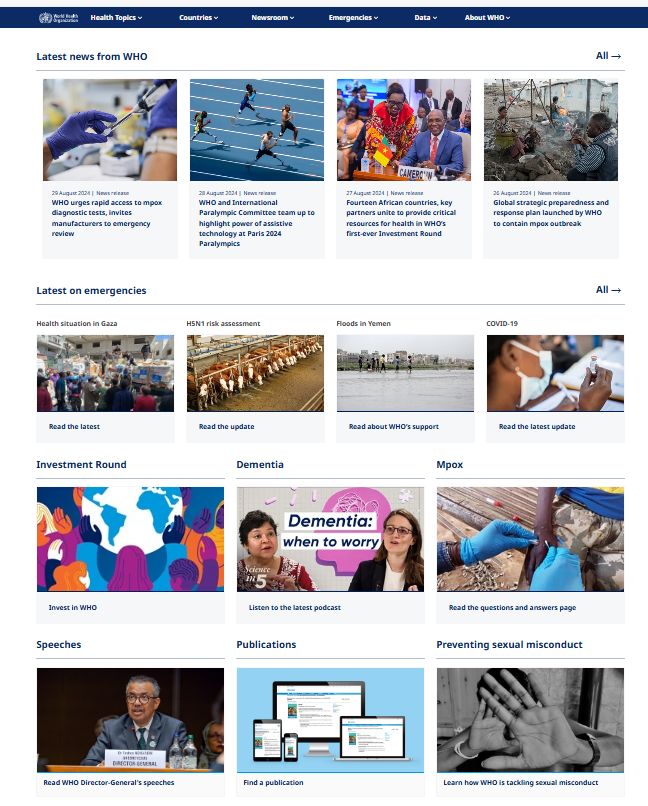 World Health
Organization
Health Topics
Countries
Newsroom
Emergencies
Data
About WHO
Latest news from WHO
All →
29 August 2024 | News release
WHO urges rapid access to mpox
diagnostic tests, invites
manufacturers to emergency
review
28 August 2024 | News release
WHO and International
Paralympic Committee team up to
highlight power of assistive
technology at Paris 2024
Paralympics
CAMEROUN
27 August 2024 | News release
Fourteen African countries, key
partners unite to provide critical
resources for health in WHO's
first-ever Investment Round
26 August 2024 | News release
Global strategic preparedness and
response plan launched by WHO
to contain mpox outbreak
Latest on emergencies
All →
Health situation in Gaza
H5N1 risk assessment
Floods in Yemen
COVID-19
Read the latest
Read the update
Read about WHO's support
Read the latest update
Investment Round
Dementia
Mpox
Dementia:
when to worry
Science
in 5
Invest in WHO
Listen to the latest podcast
Read the questions and answers page
Speeches
Publications
Preventing sexual misconduct
DIRECTOR-GENERAL
Read WHO Director-General's speeches
Find a publication
Learn how WHO is tackling sexual misconduct